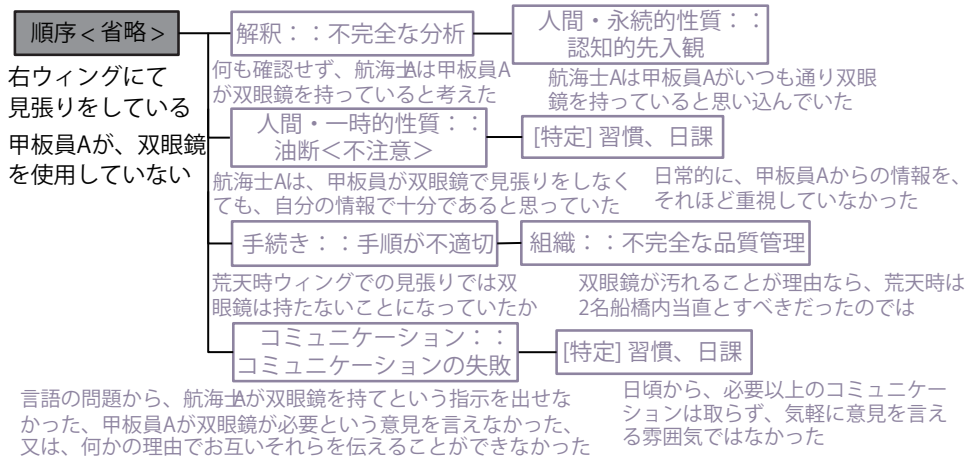 順序＜省略＞
右ウィングにて
見張りをしている
甲板員Aが、双眼鏡
を使用していない
解釈：：不完全な分析
何も確認せず、航海士Aは甲板員A
が双眼鏡を持っていると考えた
人間・永続的性質：：
認知的先入観
航海士Aは甲板員Aがいつも通り双眼
鏡を持っていると思い込んでいた
人間・一時的性質：：
油断＜不注意＞
航海士Aは、甲板員が双眼鏡で見張りをしなく
ても、自分の情報で十分であると思っていた
[特定] 習慣、日課
日常的に、甲板員Aからの情報を、
それほど重視していなかった
手続き：：手順が不適切
荒天時ウィングでの見張りでは双
眼鏡は持たないことになっていたか
組織：：不完全な品質管理
双眼鏡が汚れることが理由なら、荒天時は
2名船橋内当直とすべきだったのでは
コミュニケーション：：
コミュニケーションの失敗
言語の問題から、航海士Aが双眼鏡を持てという指示を出せな
かった、甲板員Aが双眼鏡が必要という意見を言えなかった、
又は、何かの理由でお互いそれらを伝えることができなかった
[特定] 習慣、日課
日頃から、必要以上のコミュニケー
ションは取らず、気軽に意見を言え
る雰囲気ではなかった